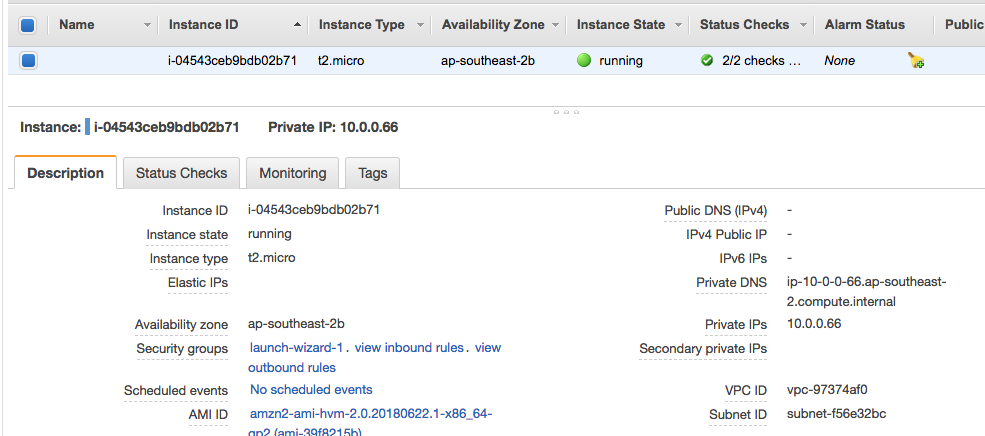 Name Instance ID Instance Type Availability Zone Instance State Status Checks Alarm Status Public
i-04543ceb9bdb02b71 t2.micro ap-southeast-2b running 2/2 checks ... None
Instance: i-04543ceb9bdb02b71 Private IP: 10.0.0.66
Description Status Checks Monitoring Tags
Instance ID i-04543ceb9bdb02b71 Public DNS (IPv4) -
Instance state running IPv4 Public IP -
Instance type t2.micro IPv6 IPs -
Elastic IPs Private DNS ip-10-0-0-66.ap-southeast-
2.compute.internal
Availability zone ap-southeast-2b Private IPs 10.0.0.66
Security groups launch-wizard-1 . view inbound rules . view Secondary private IPs
outbound rules
Scheduled events No scheduled events VPC ID vpc-97374af0
AMI ID amzn2-ami-hvm-2.0.20180622.1-x86_64- Subnet ID subnet-f56e32bc
gp2 (ami-39f8215b)